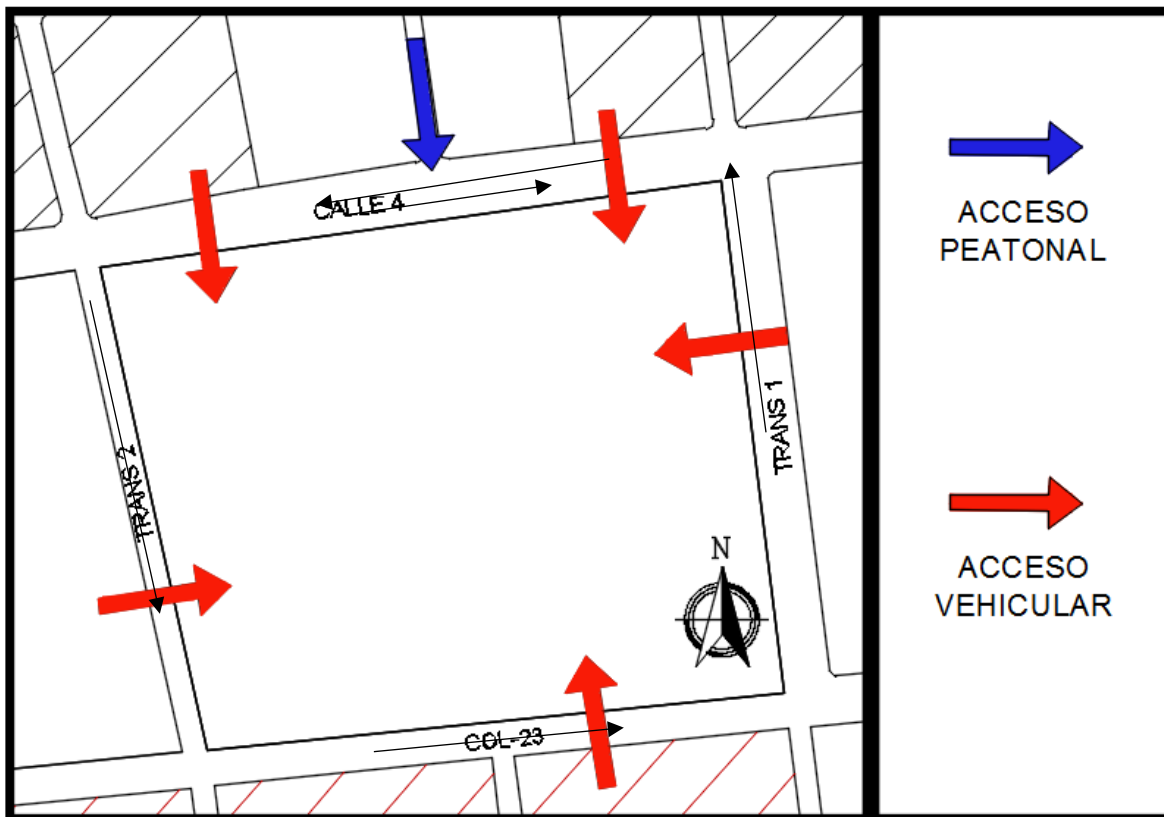 CALLE 4
TRANS 1
TRANS 2
N
COL-23
ACCESO
PEATONAL
ACCESO
VEHICULAR